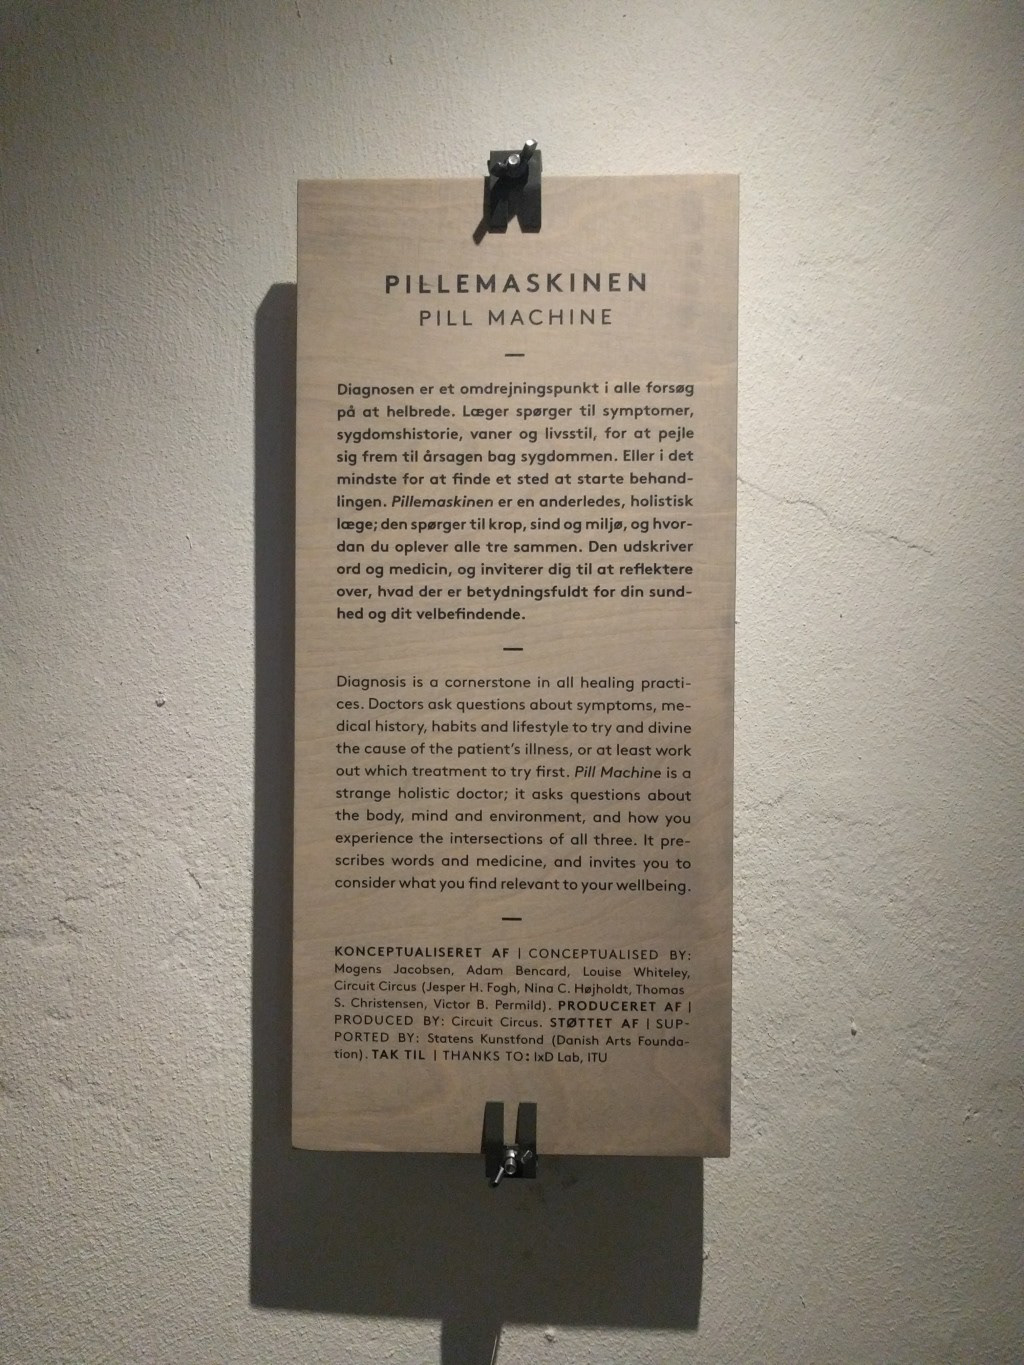 PILLEMASKINEN
PILL MACHINE
Diagnosen er et omdrejningspunkt i alle forsøg
på at helbrede. Læger spørger til symptomer,
sygdomshistorie, vaner og livsstil, for at pejle
sig frem til årsagen bag sygdommen. Eller i det
mindste for at finde et sted at starte behand-
lingen. Pillemaskinen er en anderledes, holistisk
læge; den spørger til krop, sind og miljø, og hvor-
dan du oplever alle tre sammen. Den udskriver
ord og medicin, og inviterer dig til at reflektere
over, hvad der er betydningsfuldt for din sund-
hed og dit velbefindende.
Diagnosis is a cornerstone in all healing practi-
ces. Doctors ask questions about symptoms, me-
dical history, habits and lifestyle to try and divine
the cause of the patient's illness, or at least work
out which treatment to try first. Pill Machine is a
strange holistic doctor; it asks questions about
the body, mind and environment, and how you
experience the intersections of all three. It pre-
scribes words and medicine, and invites you to
consider what you find relevant to your wellbeing.
KONCEPTUALISERET AF | CONCEPTUALISED BY:
Mogens Jacobsen, Adam Bencard, Louise Whiteley,
Circuit Circus (Jesper H. Fogh, Nina C. Højholdt, Thomas
S. Christensen, Victor B. Permild). PRODUCERET AF |
PRODUCED BY: Circuit Circus. STØTTET AF | SUP-
PORTED BY: Statens Kunstfond (Danish Arts Founda-
tion). TAK TIL | THANKS TO: IxD Lab, ITU